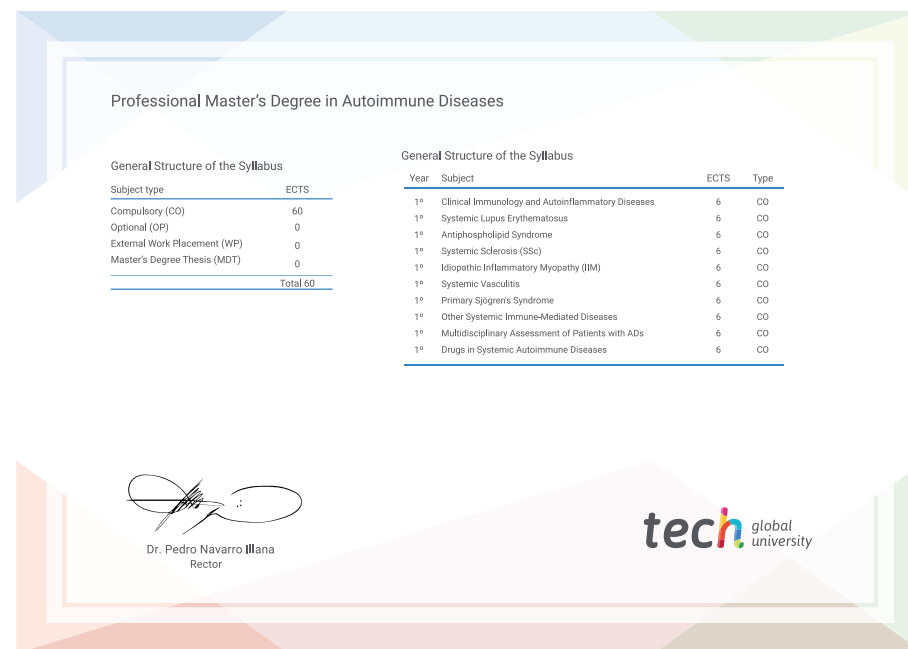 Professional Master's Degree in Autoimmune Diseases
General Structure of the Syllabus
Subject type ECTS
Compulsory (CO) 60
Optional (OP) 0
External Work Placement (WP) 0
Master's Degree Thesis (MDT) 0
Total 60
General Structure of the Syllabus
Year Subject ECTS Type
1º Clinical Immunology and Autoinflammatory Diseases 6 CO
1º Systemic Lupus Erythematosus 6 CO
1º Antiphospholipid Syndrome 6 CO
1º Systemic Sclerosis (SSc) 6 CO
1º Idiopathic Inflammatory Myopathy (IIM) 6 CO
1º Systemic Vasculitis 6 CO
1º Primary Sjögren's Syndrome 6 CO
1º Other Systemic Immune-Mediated Diseases 6 CO
1º Multidisciplinary Assessment of Patients with ADs 6 CO
1º Drugs in Systemic Autoimmune Diseases 6 CO
Dr. Pedro Navarro Illana
Rector
tech global university